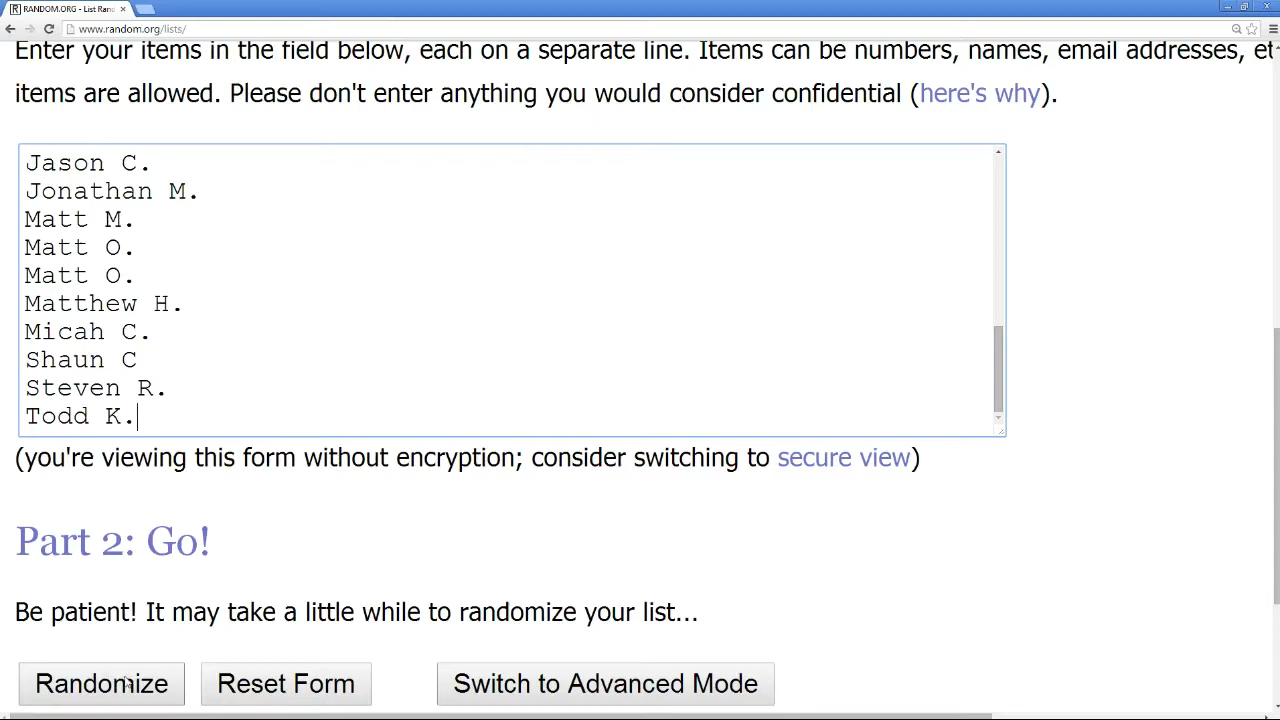 RANDOM.ORG - List Ran
www.random.org/lists/
Enter your items in the field below, each on a separate line. Items can be numbers, names, email addresses, et
items are allowed. Please don't enter anything you would consider confidential (here's why).
Jason C.
Jonathan M.
Matt M.
Matt O.
Matt O.
Matthew H.
Micah C.
Shaun C
Steven R.
Todd K.
(you're viewing this form without encryption; consider switching to secure view)
Part 2: Go!
Be patient! It may take a little while to randomize your list...
Randomize Reset Form Switch to Advanced Mode